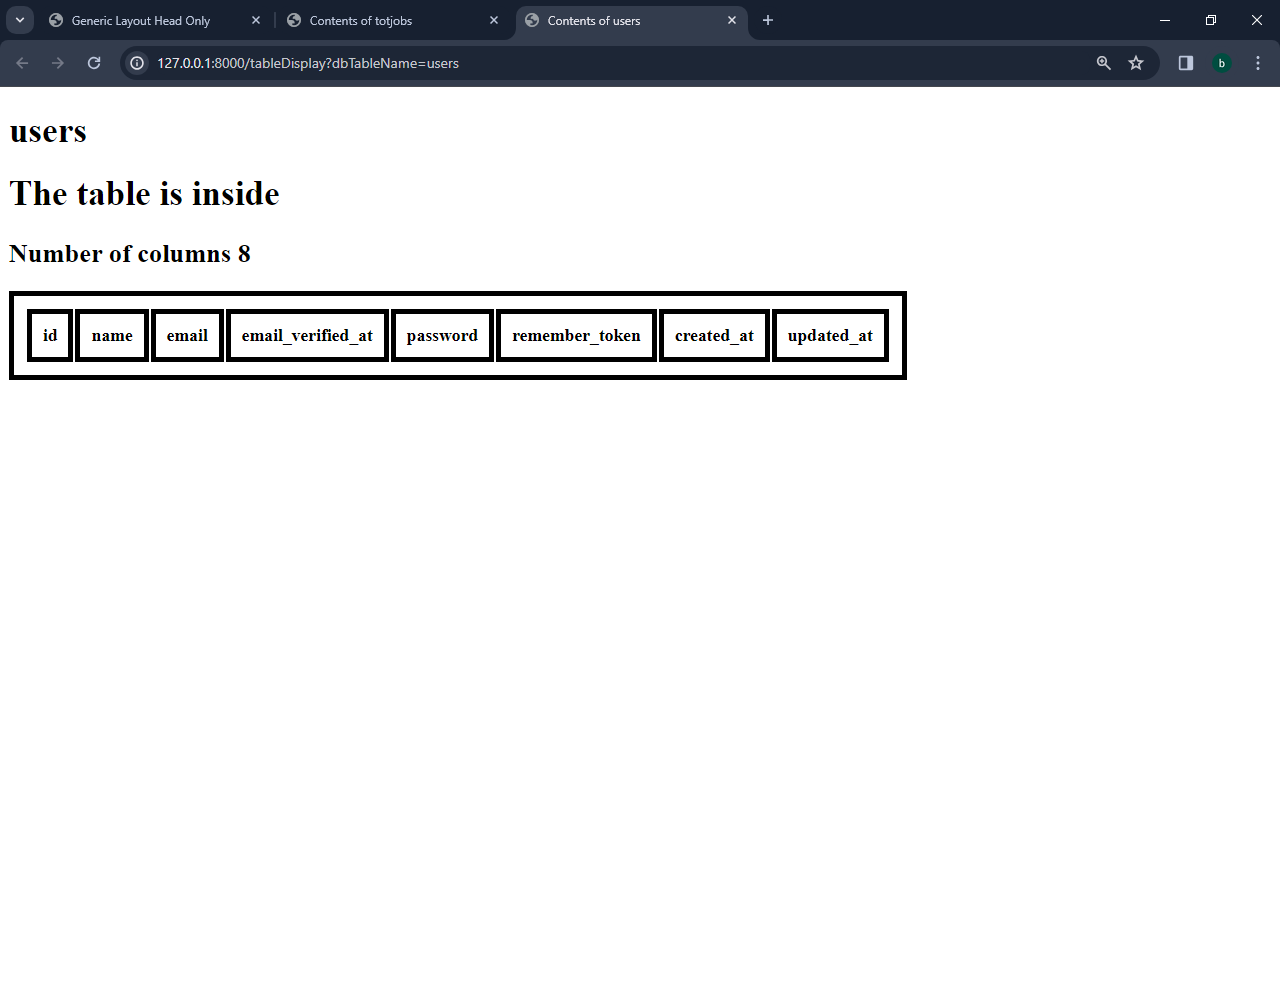 Generic Layout Head Only
Contents of totjobs
Contents of users
127.0.0.1:8000/tableDisplay?dbTableName=users
b
users
The table is inside
Number of columns 8
id name email email_verified_at password remember_token created_at updated_at